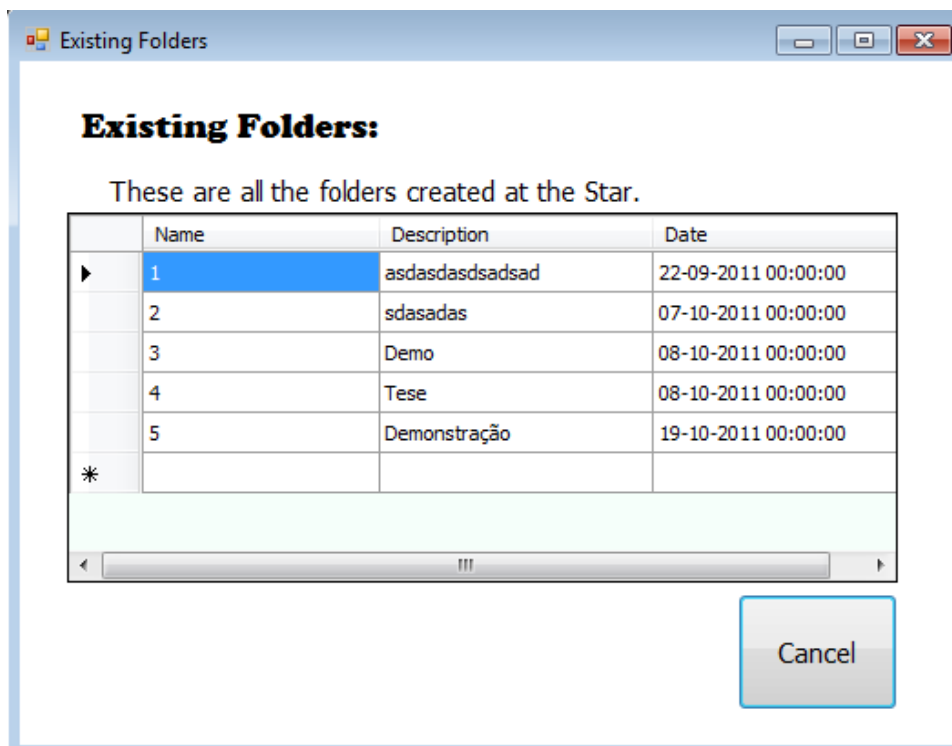 Existing Folders
Existing Folders:
These are all the folders created at the Star.
Name Description Date
1 asdasdasdsadsad 22-09-2011 00:00:00
2 sdasadas 07-10-2011 00:00:00
3 Demo 08-10-2011 00:00:00
4 Tese 08-10-2011 00:00:00
5 Demonstração 19-10-2011 00:00:00
Cancel